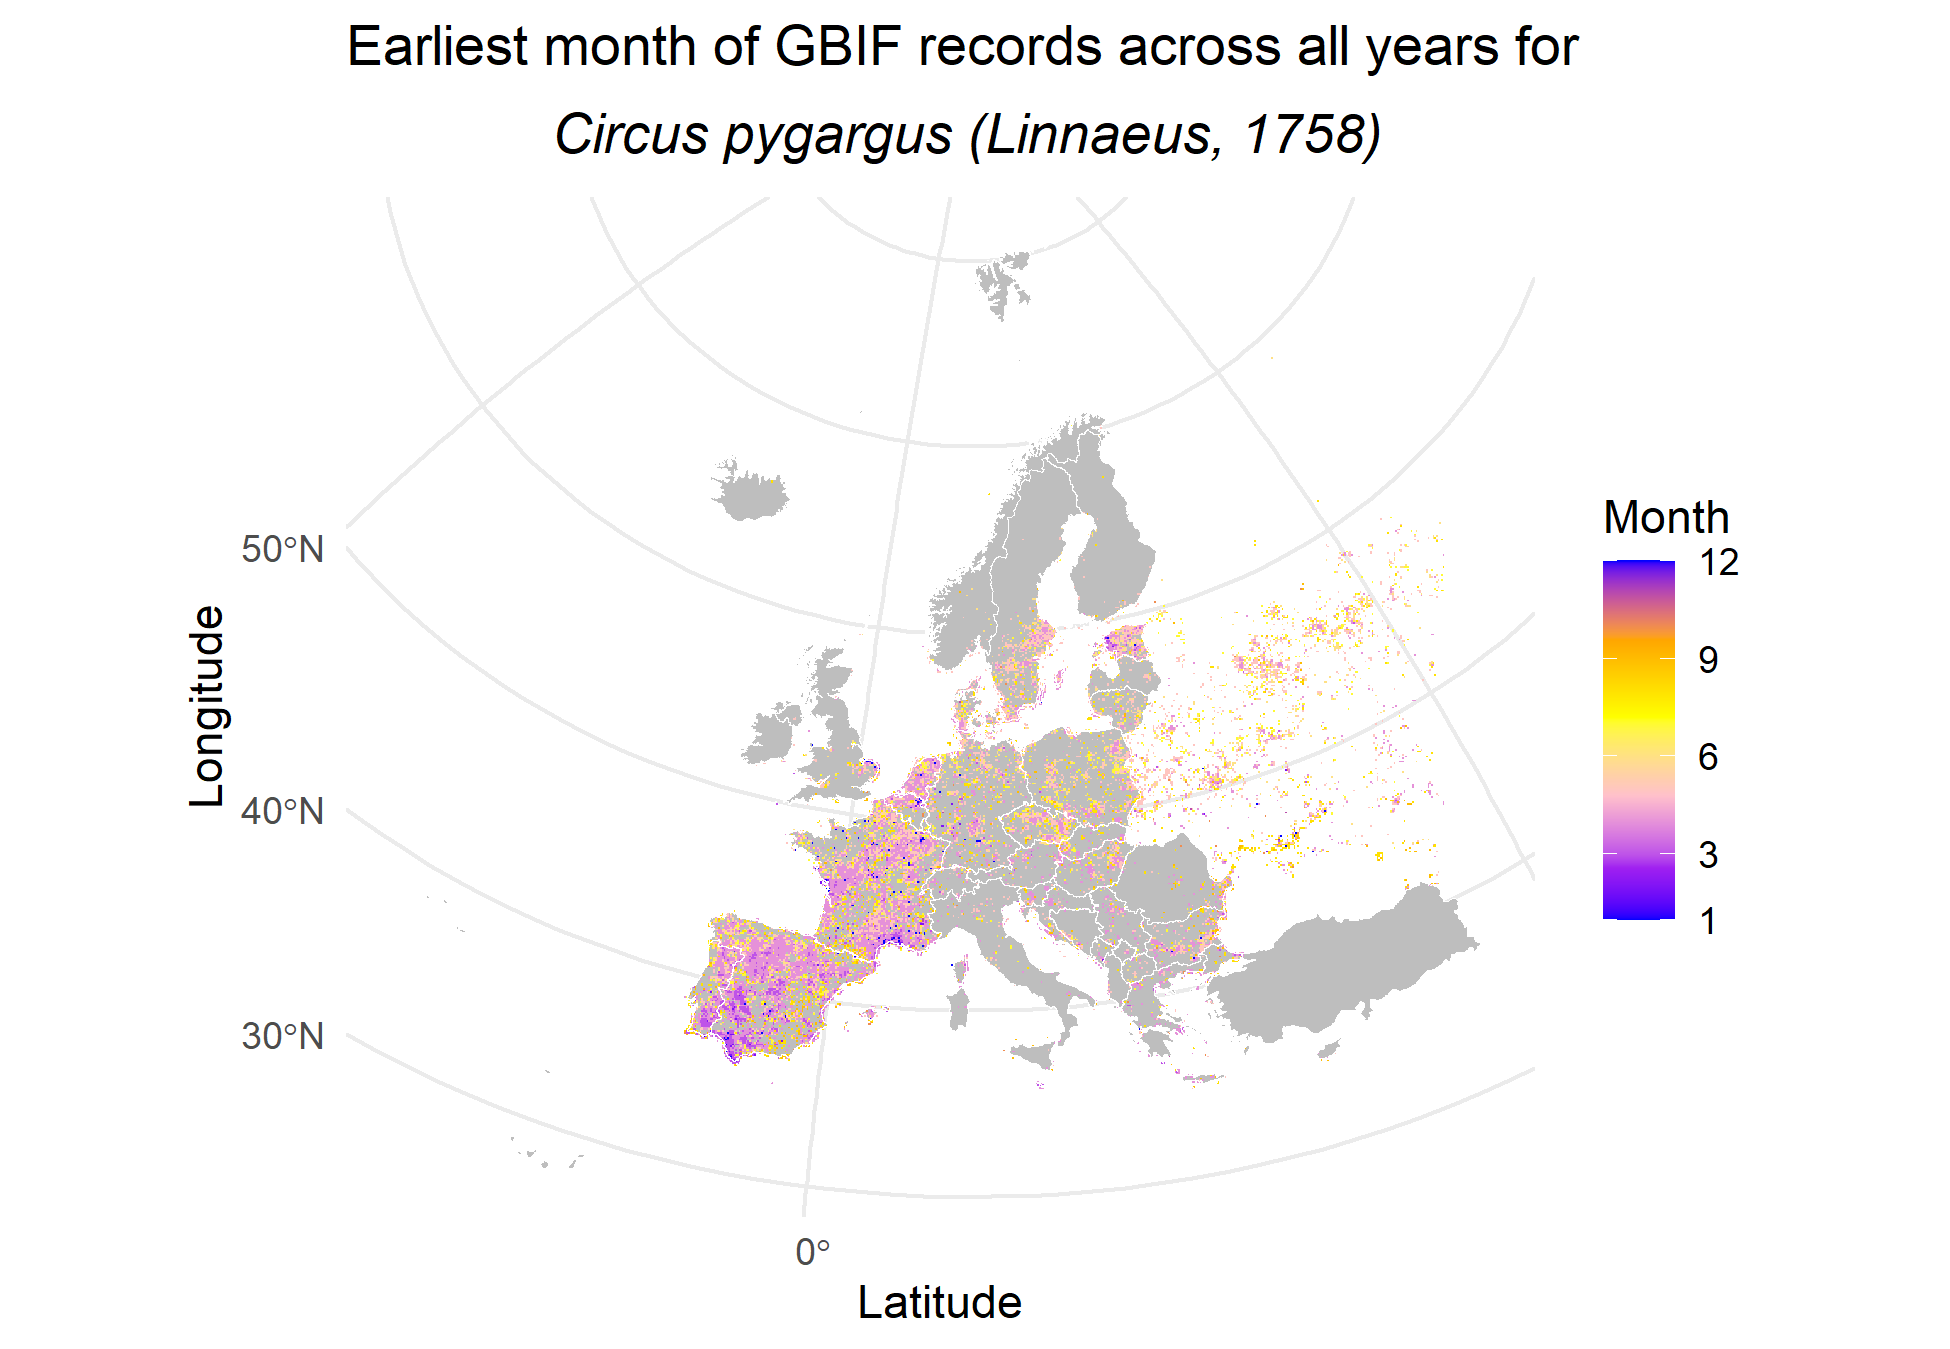 Earliest month of GBIF records across all years for
Circus pygargus (Linnaeus, 1758)
50°N
40°N
30°N
0°
Longitude
Latitude
Month
12
9
6
3
1